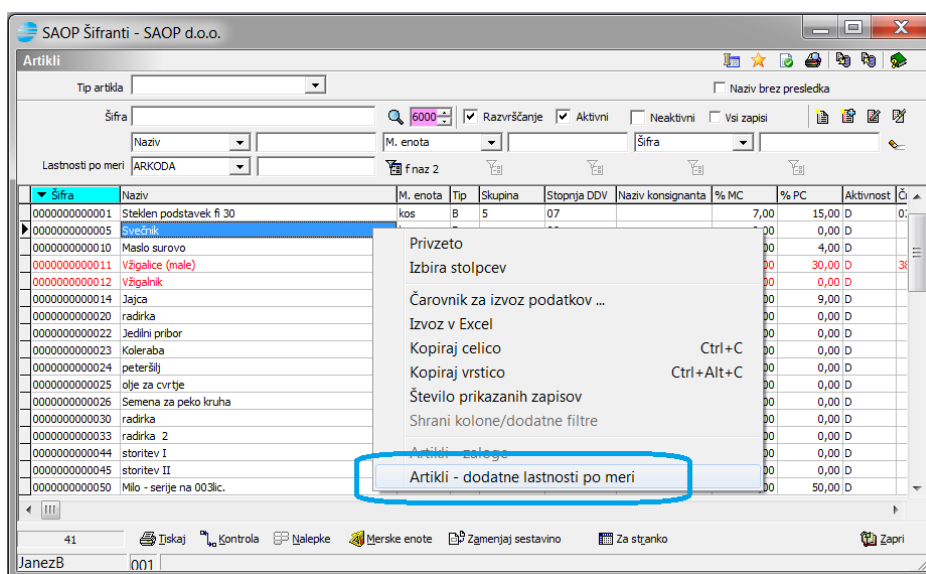 SAOP Šifranti - SAOP d.o.o.
Artikli
Tip artikla Naziv brez presledka
Šifra 6000 Razvrščanje Aktivni Neaktivni Vsi zapisi
Naziv M. enota Šifra
Lastnosti po meri ARKODA f naz 2
Šifra Naziv M. enota Tip Skupina Stopnja DDV Naziv konsignanta % MC % PC Aktivnost
0000000000001 Steklen podstavek fi 30 kos B 5 07 7,00 15,00 D
0000000000005 Svečnik 0,00 D
0000000000010 Maslo surovo 4,00 D
0000000000011 Vžigalice (male) 30,00 D
0000000000012 Vžigalnik 0,00 D
0000000000014 Jajca 9,00 D
0000000000020 radirka 0,00 D
0000000000022 Jedilni pribor 0,00 D
0000000000023 Koleraba 0,00 D
0000000000024 peteršilj 0,00 D
0000000000025 olje za cvrtje 0,00 D
0000000000026 Semena za peko kruha 0,00 D
0000000000030 radirka 0,00 D
0000000000033 radirka 2 0,00 D
0000000000044 storitev I 0,00 D
0000000000045 storitev II 0,00 D
0000000000050 Milo - serije na 003lic. 50,00 D
Privzeto
Izbira stolpcev
Čarovnik za izvoz podatkov ...
Izvoz v Excel
Kopiraj celico Ctrl+C
Kopiraj vrstico Ctrl+Alt+C
Število prikazanih zapisov
Shrani kolone/dodatne filtre
Artikli - zaloge
Artikli - dodatne lastnosti po meri
41 Tiskaj Kontrola Nalepke Merske enote Zamenjaj sestavino Za stranko Zapri
JanezB 001